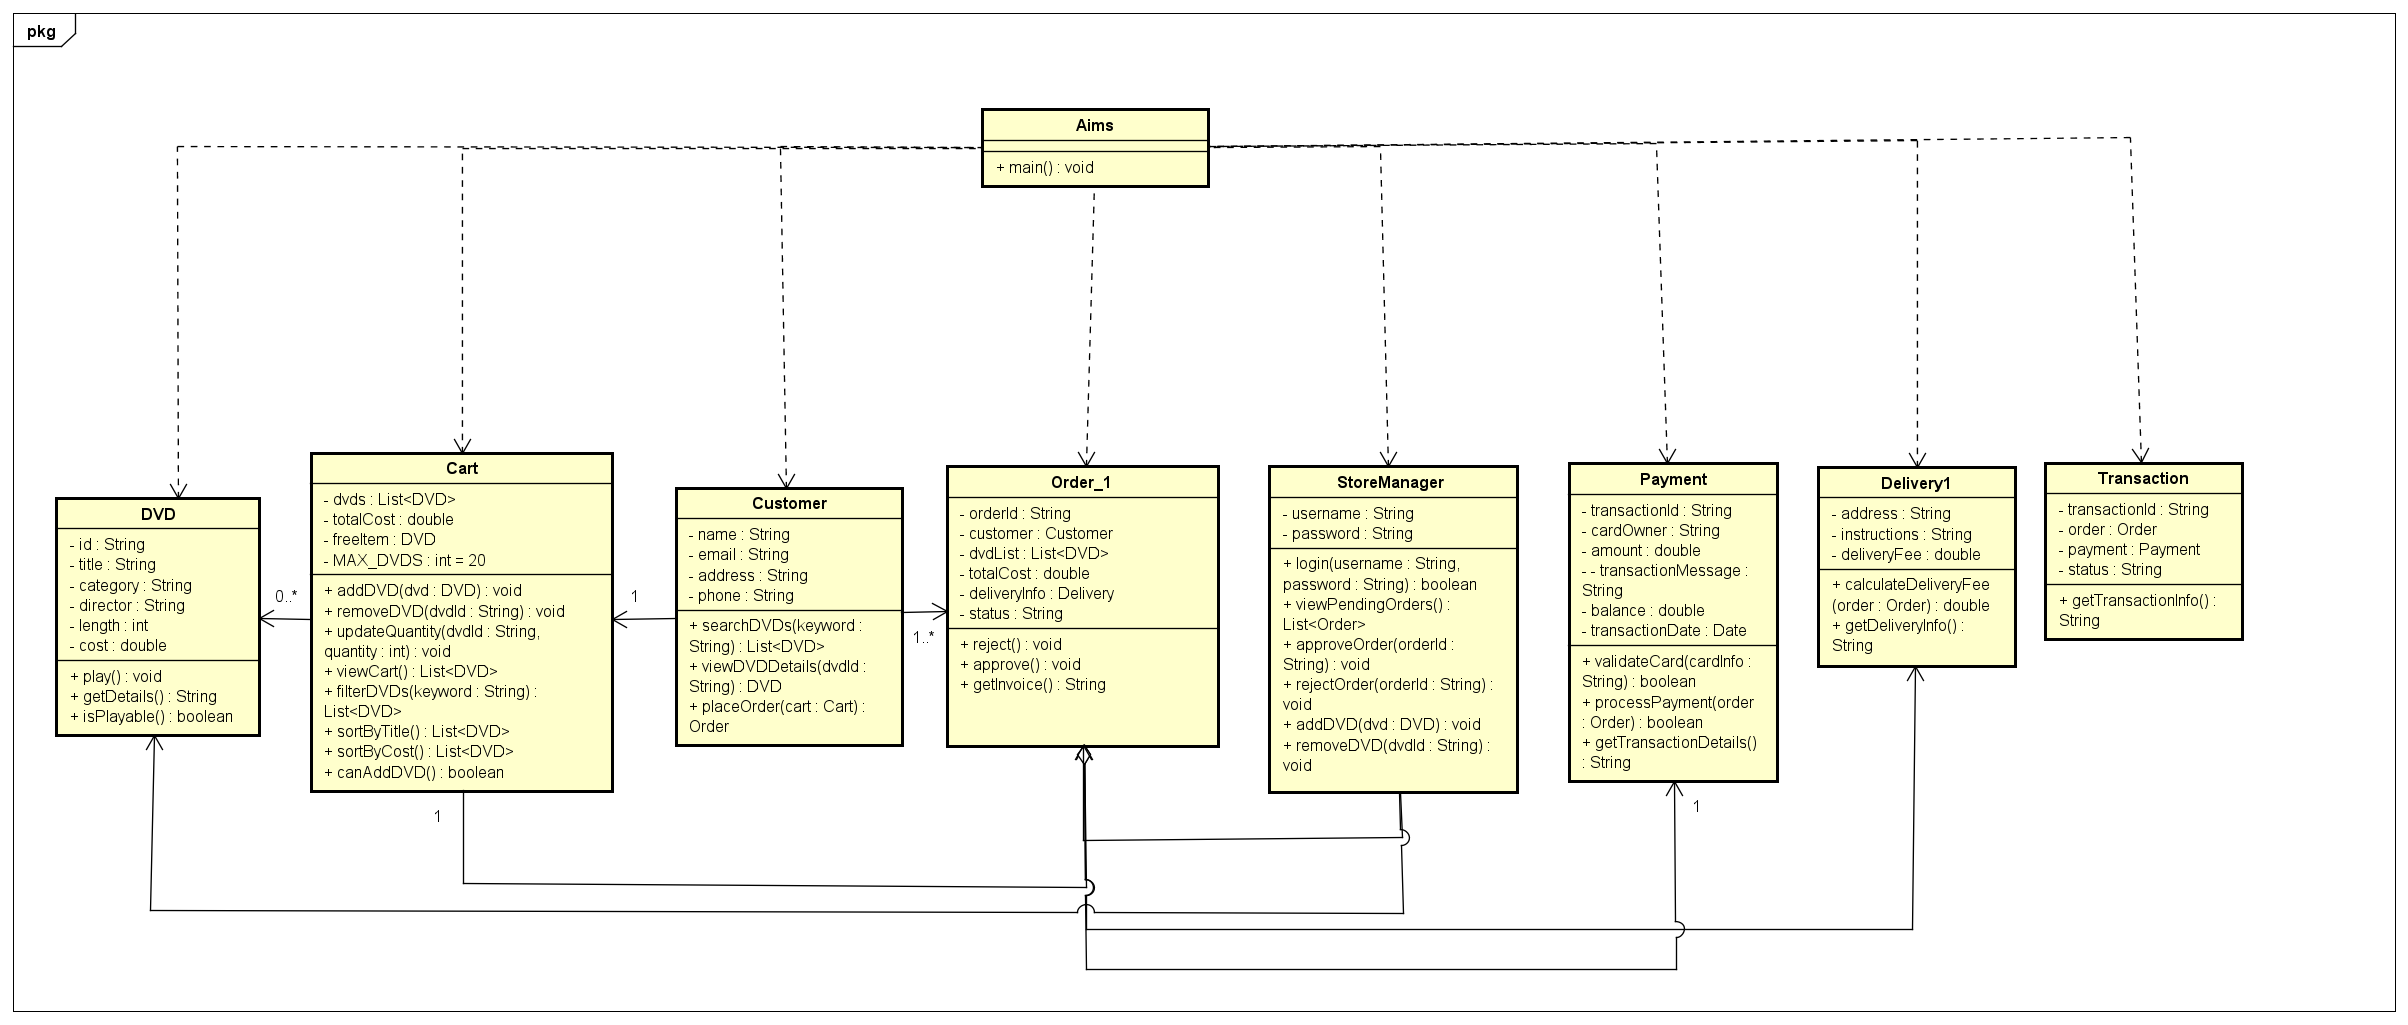 pkg
Aims
+ main() : void
DVD
- id : String
- title : String
- category : String
- director : String
- length : int
- cost : double
+ play() : void
+ getDetails() : String
+ isPlayable() : boolean
0..*
Cart
- dvds : List<DVD>
- totalCost : double
- freeItem : DVD
- MAX_DVDS : int = 20
+ addDVD(dvd : DVD) : void
+ removeDVD(dvdId : String) : void
+ updateQuantity(dvdId : String,
quantity : int) : void
+ viewCart() : List<DVD>
+ filterDVDs(keyword : String) :
List<DVD>
+ sortByTitle() : List<DVD>
+ sortByCost() : List<DVD>
+ canAddDVD() : boolean
1
1
Customer
- name : String
- email : String
- address : String
- phone : String
+ searchDVDs(keyword :
String) : List<DVD>
+ viewDVDDetails(dvdId :
String) : DVD
+ placeOrder(cart : Cart) :
Order
1..*
Order_1
- orderId : String
- customer : Customer
- dvdList : List<DVD>
- totalCost : double
- deliveryInfo : Delivery
- status : String
+ reject() : void
+ approve() : void
+ getInvoice() : String
StoreManager
- username : String
- password : String
+ login(username : String,
password : String) : boolean
+ viewPendingOrders() :
List<Order>
+ approveOrder(orderId :
String) : void
+ rejectOrder(orderId : String) :
void
+ addDVD(dvd : DVD) : void
+ removeDVD(dvdId : String) :
void
Payment
- transactionId : String
- cardOwner : String
- amount : double
- - transactionMessage :
String
- balance : double
- transactionDate : Date
+ validateCard(cardInfo :
String) : boolean
+ processPayment(order
: Order) : boolean
+ getTransactionDetails()
: String
1
Delivery1
- address : String
- instructions : String
- deliveryFee : double
+ calculateDeliveryFee
(order : Order) : double
+ getDeliveryInfo() :
String
Transaction
- transactionId : String
- order : Order
- payment : Payment
- status : String
+ getTransactionInfo() :
String